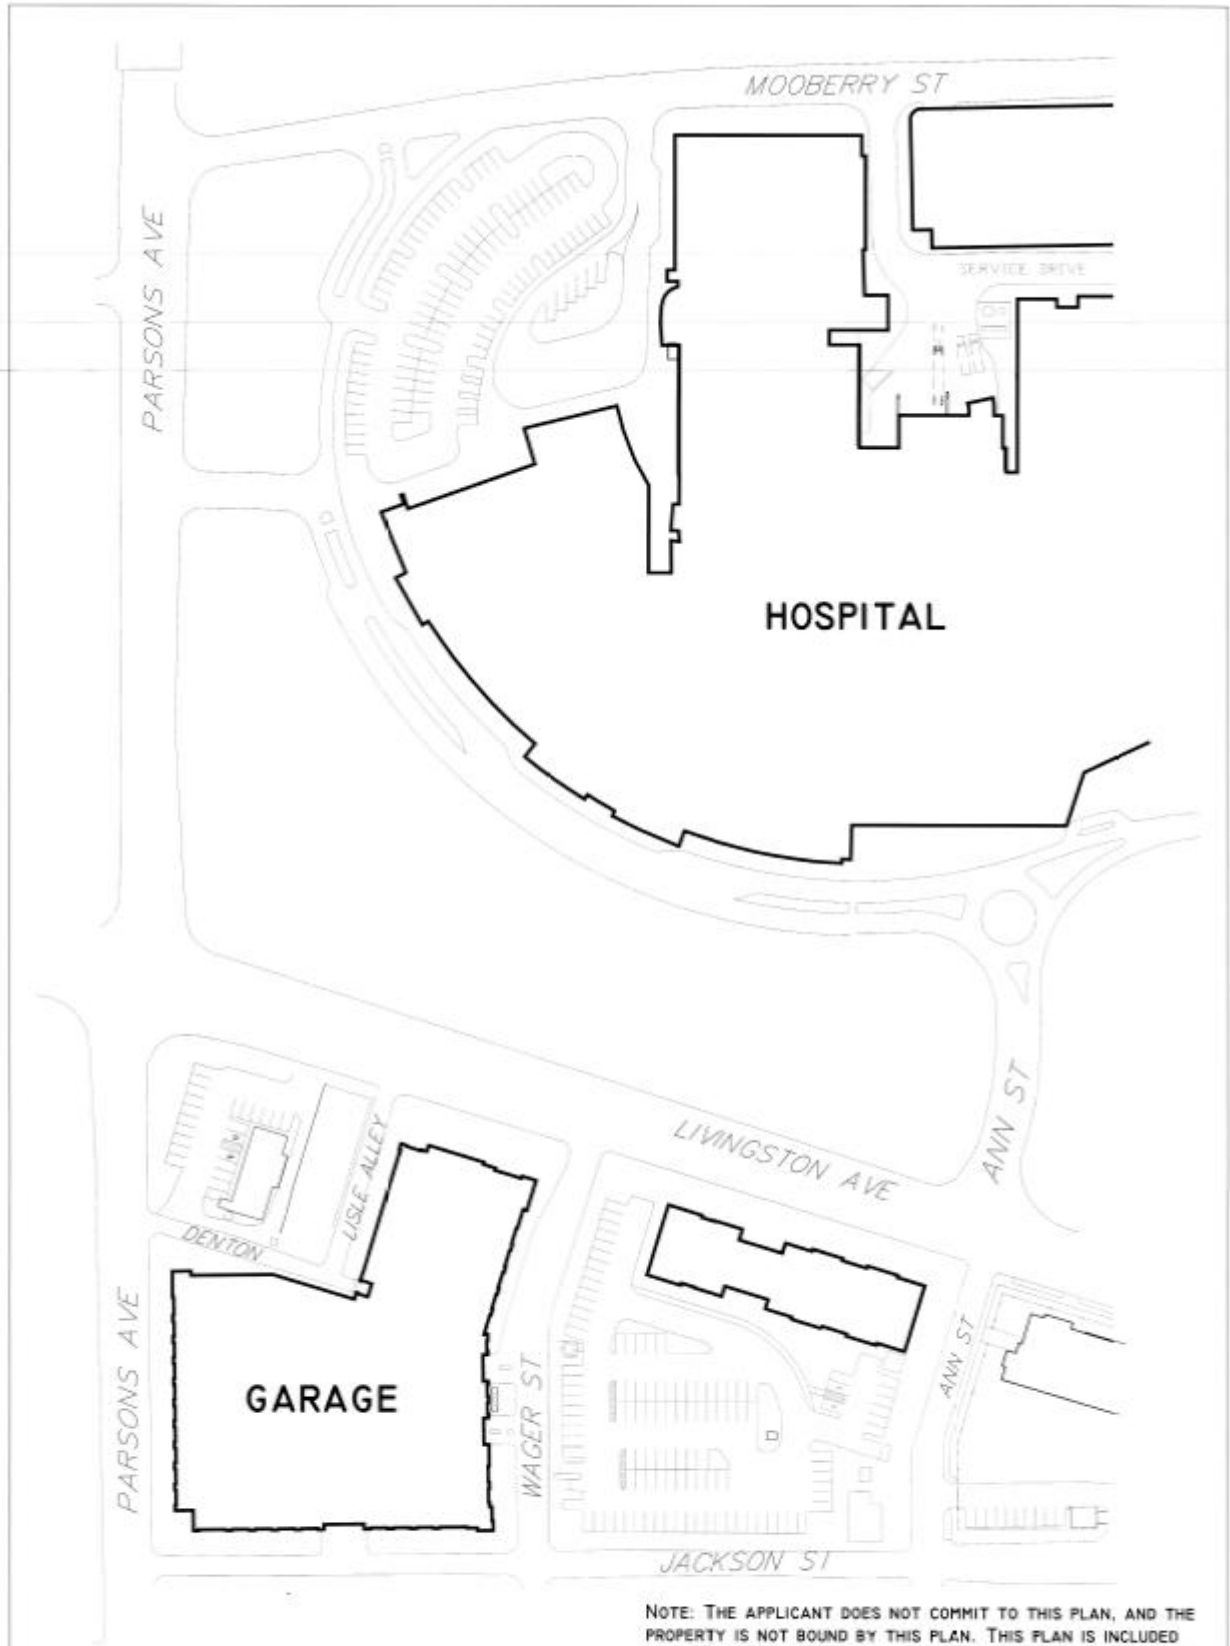 MOOBERRY ST
PARSONS AVE
SERVICE DRIVE
HOSPITAL
ANN ST
LIVINGSTON AVE
LISLE ALLEY
DENTON
PARSONS AVE
GARAGE
WAGER ST
ANN ST
JACKSON ST
NOTE: THE APPLICANT DOES NOT COMMIT TO THIS PLAN, AND THE
PROPERTY IS NOT BOUND BY THIS PLAN. THIS PLAN IS INCLUDED